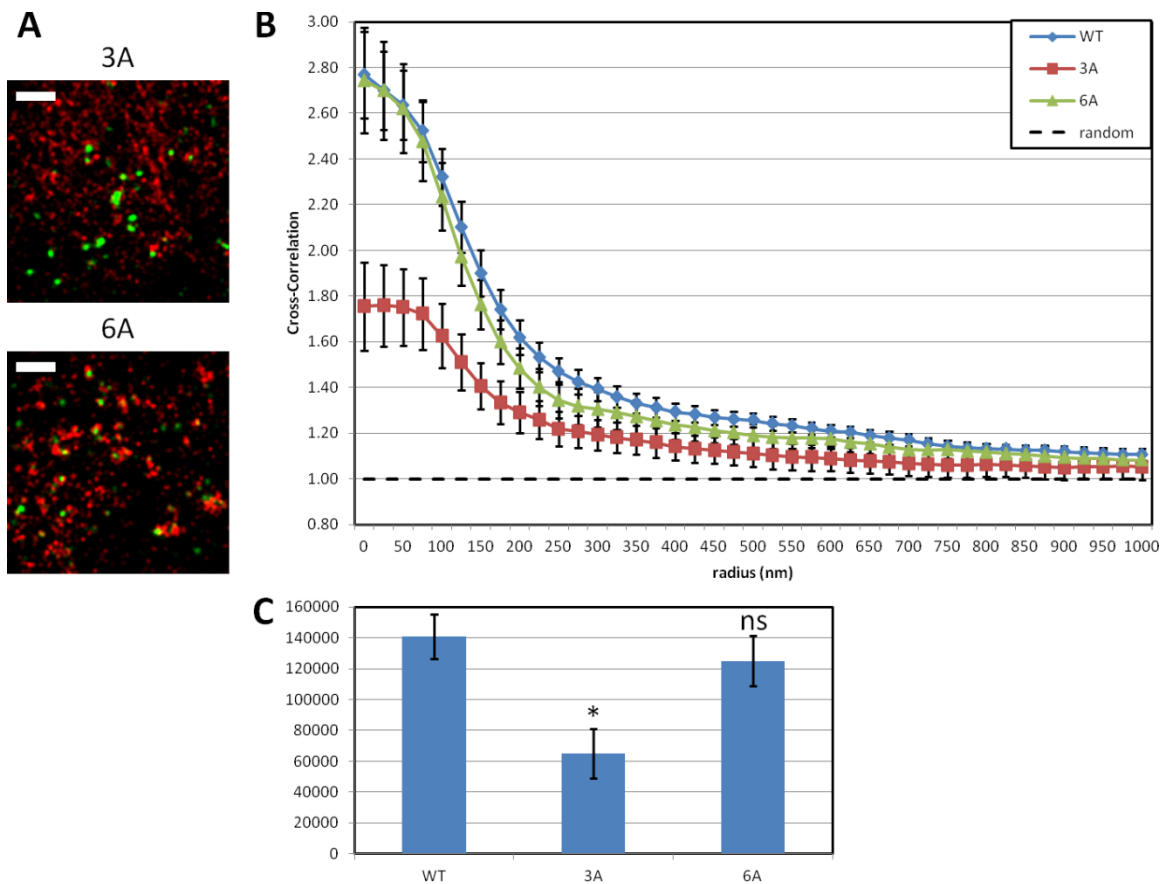 A
3A
6A
B
3.00
2.80
2.60
2.40
2.20
2.00
1.80
1.60
1.40
1.20
1.00
0.80
Cross-Correlation
0 50 100 150 200 250 300 350 400 450 500 550 600 650 700 750 800 850 900 950 1000
radius (nm)
WT
3A
6A
random
C
160000
140000
120000
100000
80000
60000
40000
20000
0
*
ns
WT 3A 6A